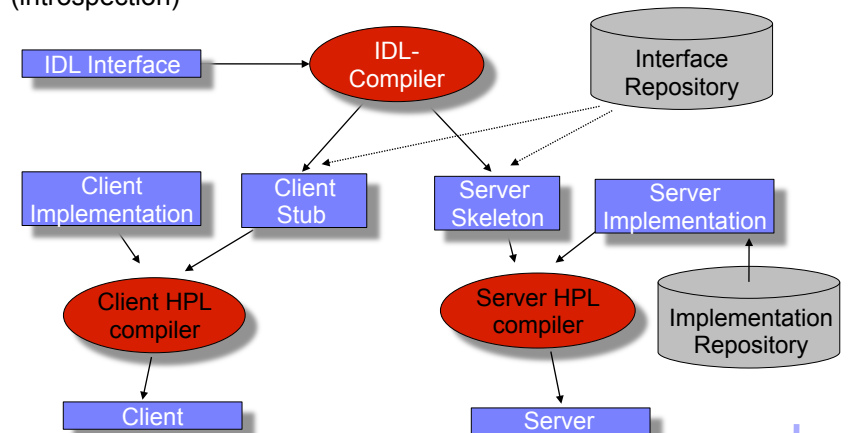 (introspection)
IDL Interface
IDL-
Compiler
Interface
Repository
Client
Implementation
Client
Stub
Server
Skeleton
Server
Implementation
Client HPL
compiler
Server HPL
compiler
Implementation
Repository
Client
Server